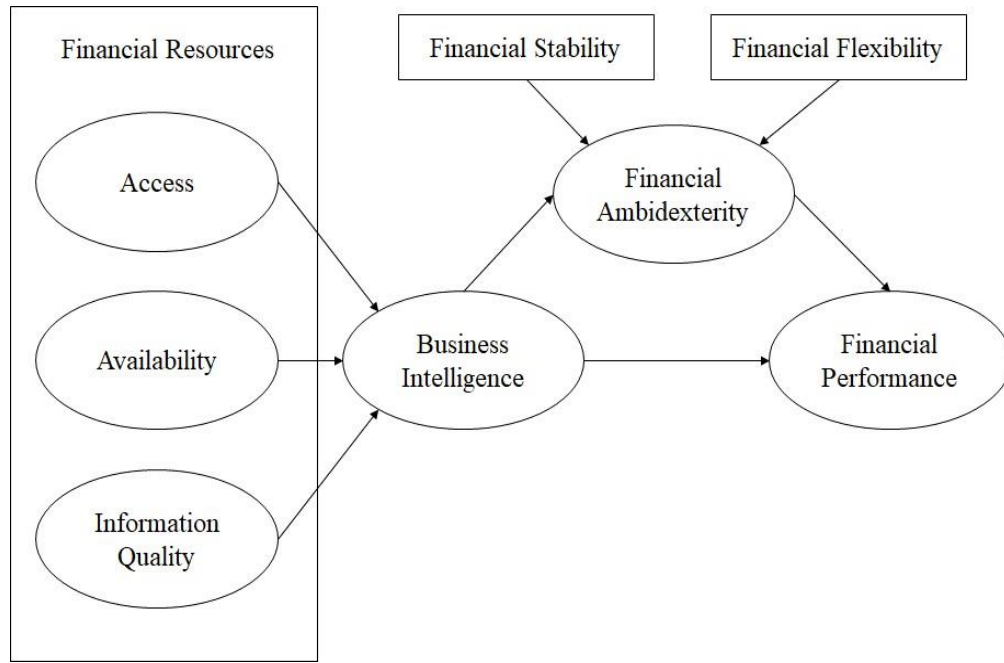 Financial Resources
Access
Availability
Information
Quality
Business
Intelligence
Financial Stability
Financial Flexibility
Financial
Ambidexterity
Financial
Performance